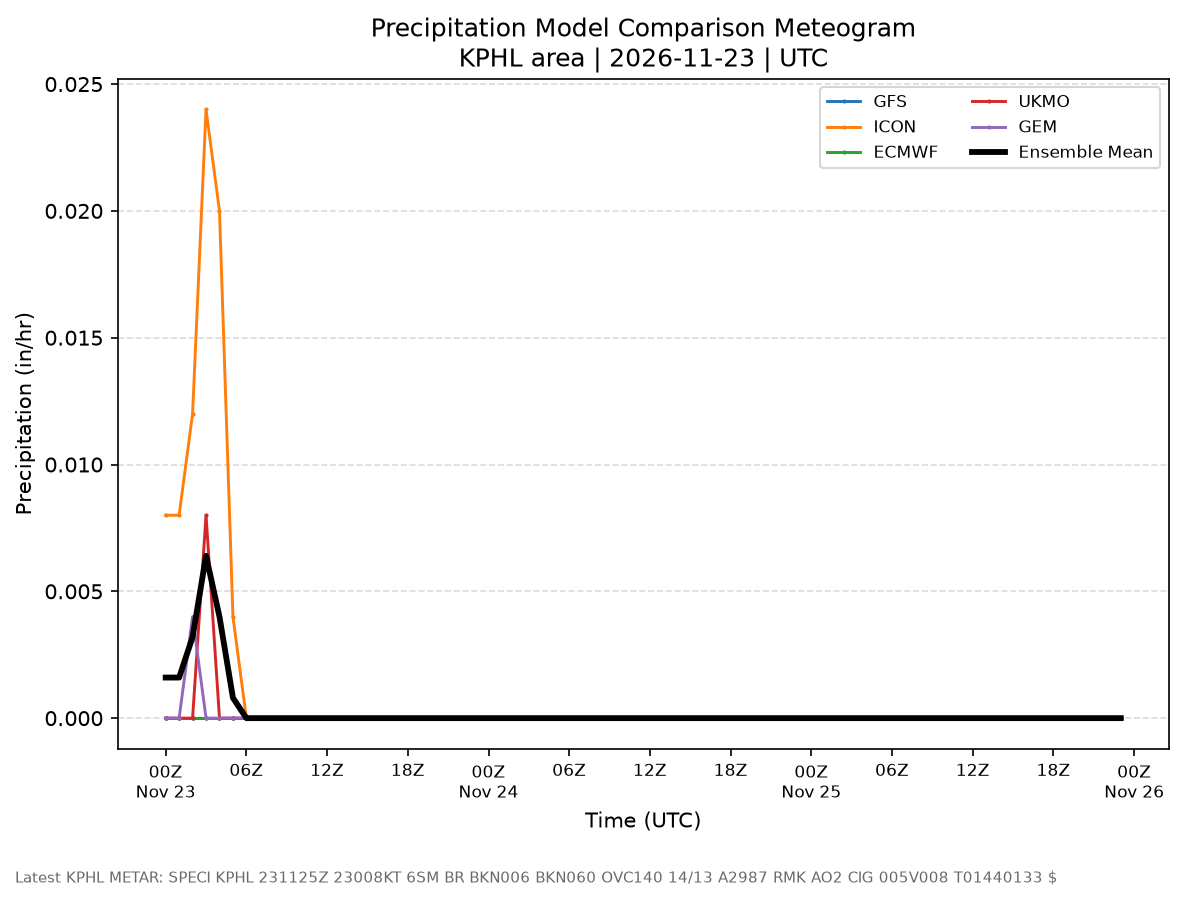 Precipitation Model Comparison Meteogram
KPHL area | 2026-11-23 | UTC
GFS
ICON
ECMWF
UKMO
GEM
Ensemble Mean
Precipitation (in/hr)
0.025
0.020
0.015
0.010
0.005
0.000
00Z 06Z 12Z 18Z 00Z 06Z 12Z 18Z 00Z 06Z 12Z 18Z 00Z
Nov 23 Nov 24 Nov 25 Nov 26
Time (UTC)
Latest KPHL METAR: SPECI KPHL 231125Z 23008KT 6SM BR BKN006 BKN060 OVC140 14/13 A2987 RMK AO2 CIG 005V008 T01440133 $